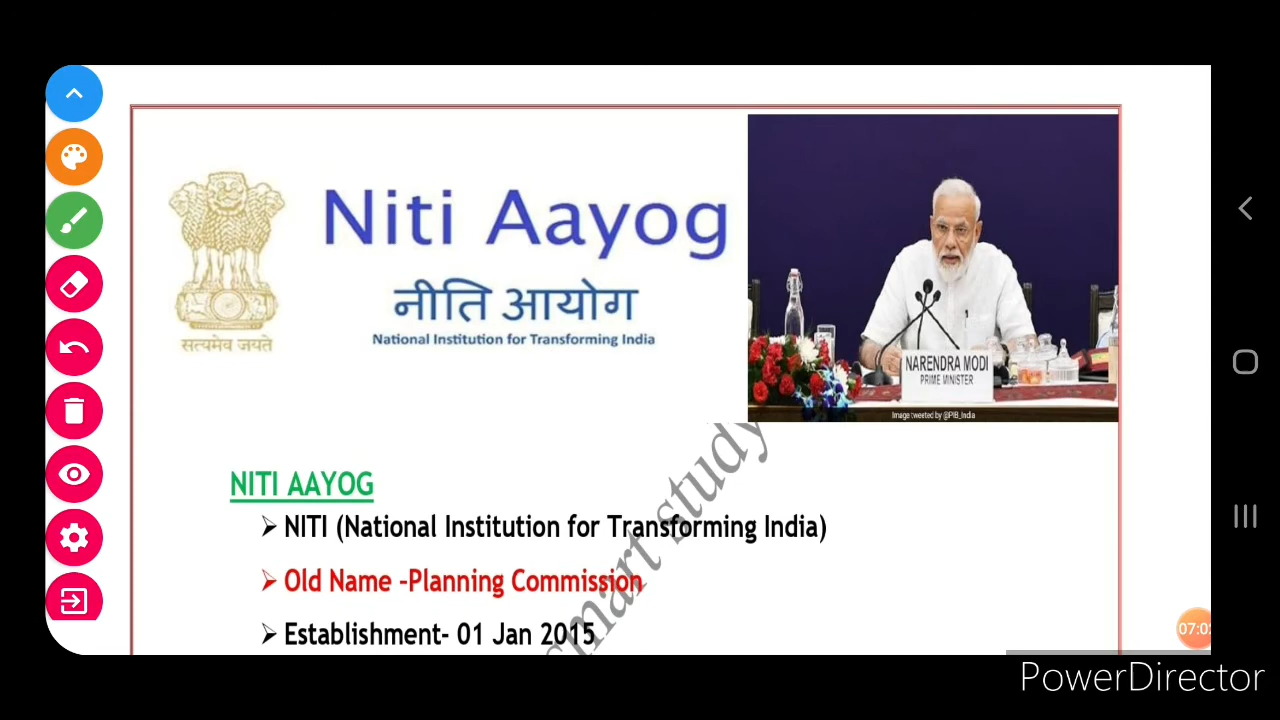 Niti Aayog
नीति आयोग
National Institution for Transforming India
सत्यमेव जयते
NARENDRA MODI
PRIME MINISTER
Image tweeted by @PIB_India
NITI AAYOG
NITI (National Institution for Transforming India)
Old Name -Planning Commission
Establishment- 01 Jan 2015
smart study
PowerDirector